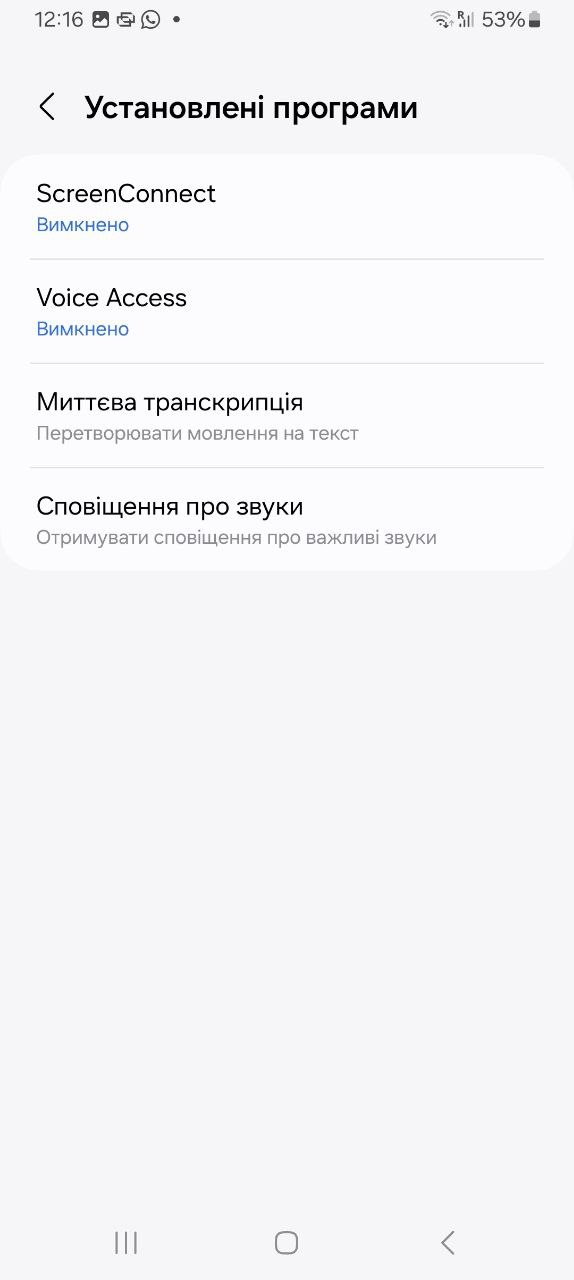 12:16
R
53%
Установлені програми
ScreenConnect
Вимкнено
Voice Access
Вимкнено
Миттєва транскрипція
Перетворювати мовлення на текст
Сповіщення про звуки
Отримувати сповіщення про важливі звуки